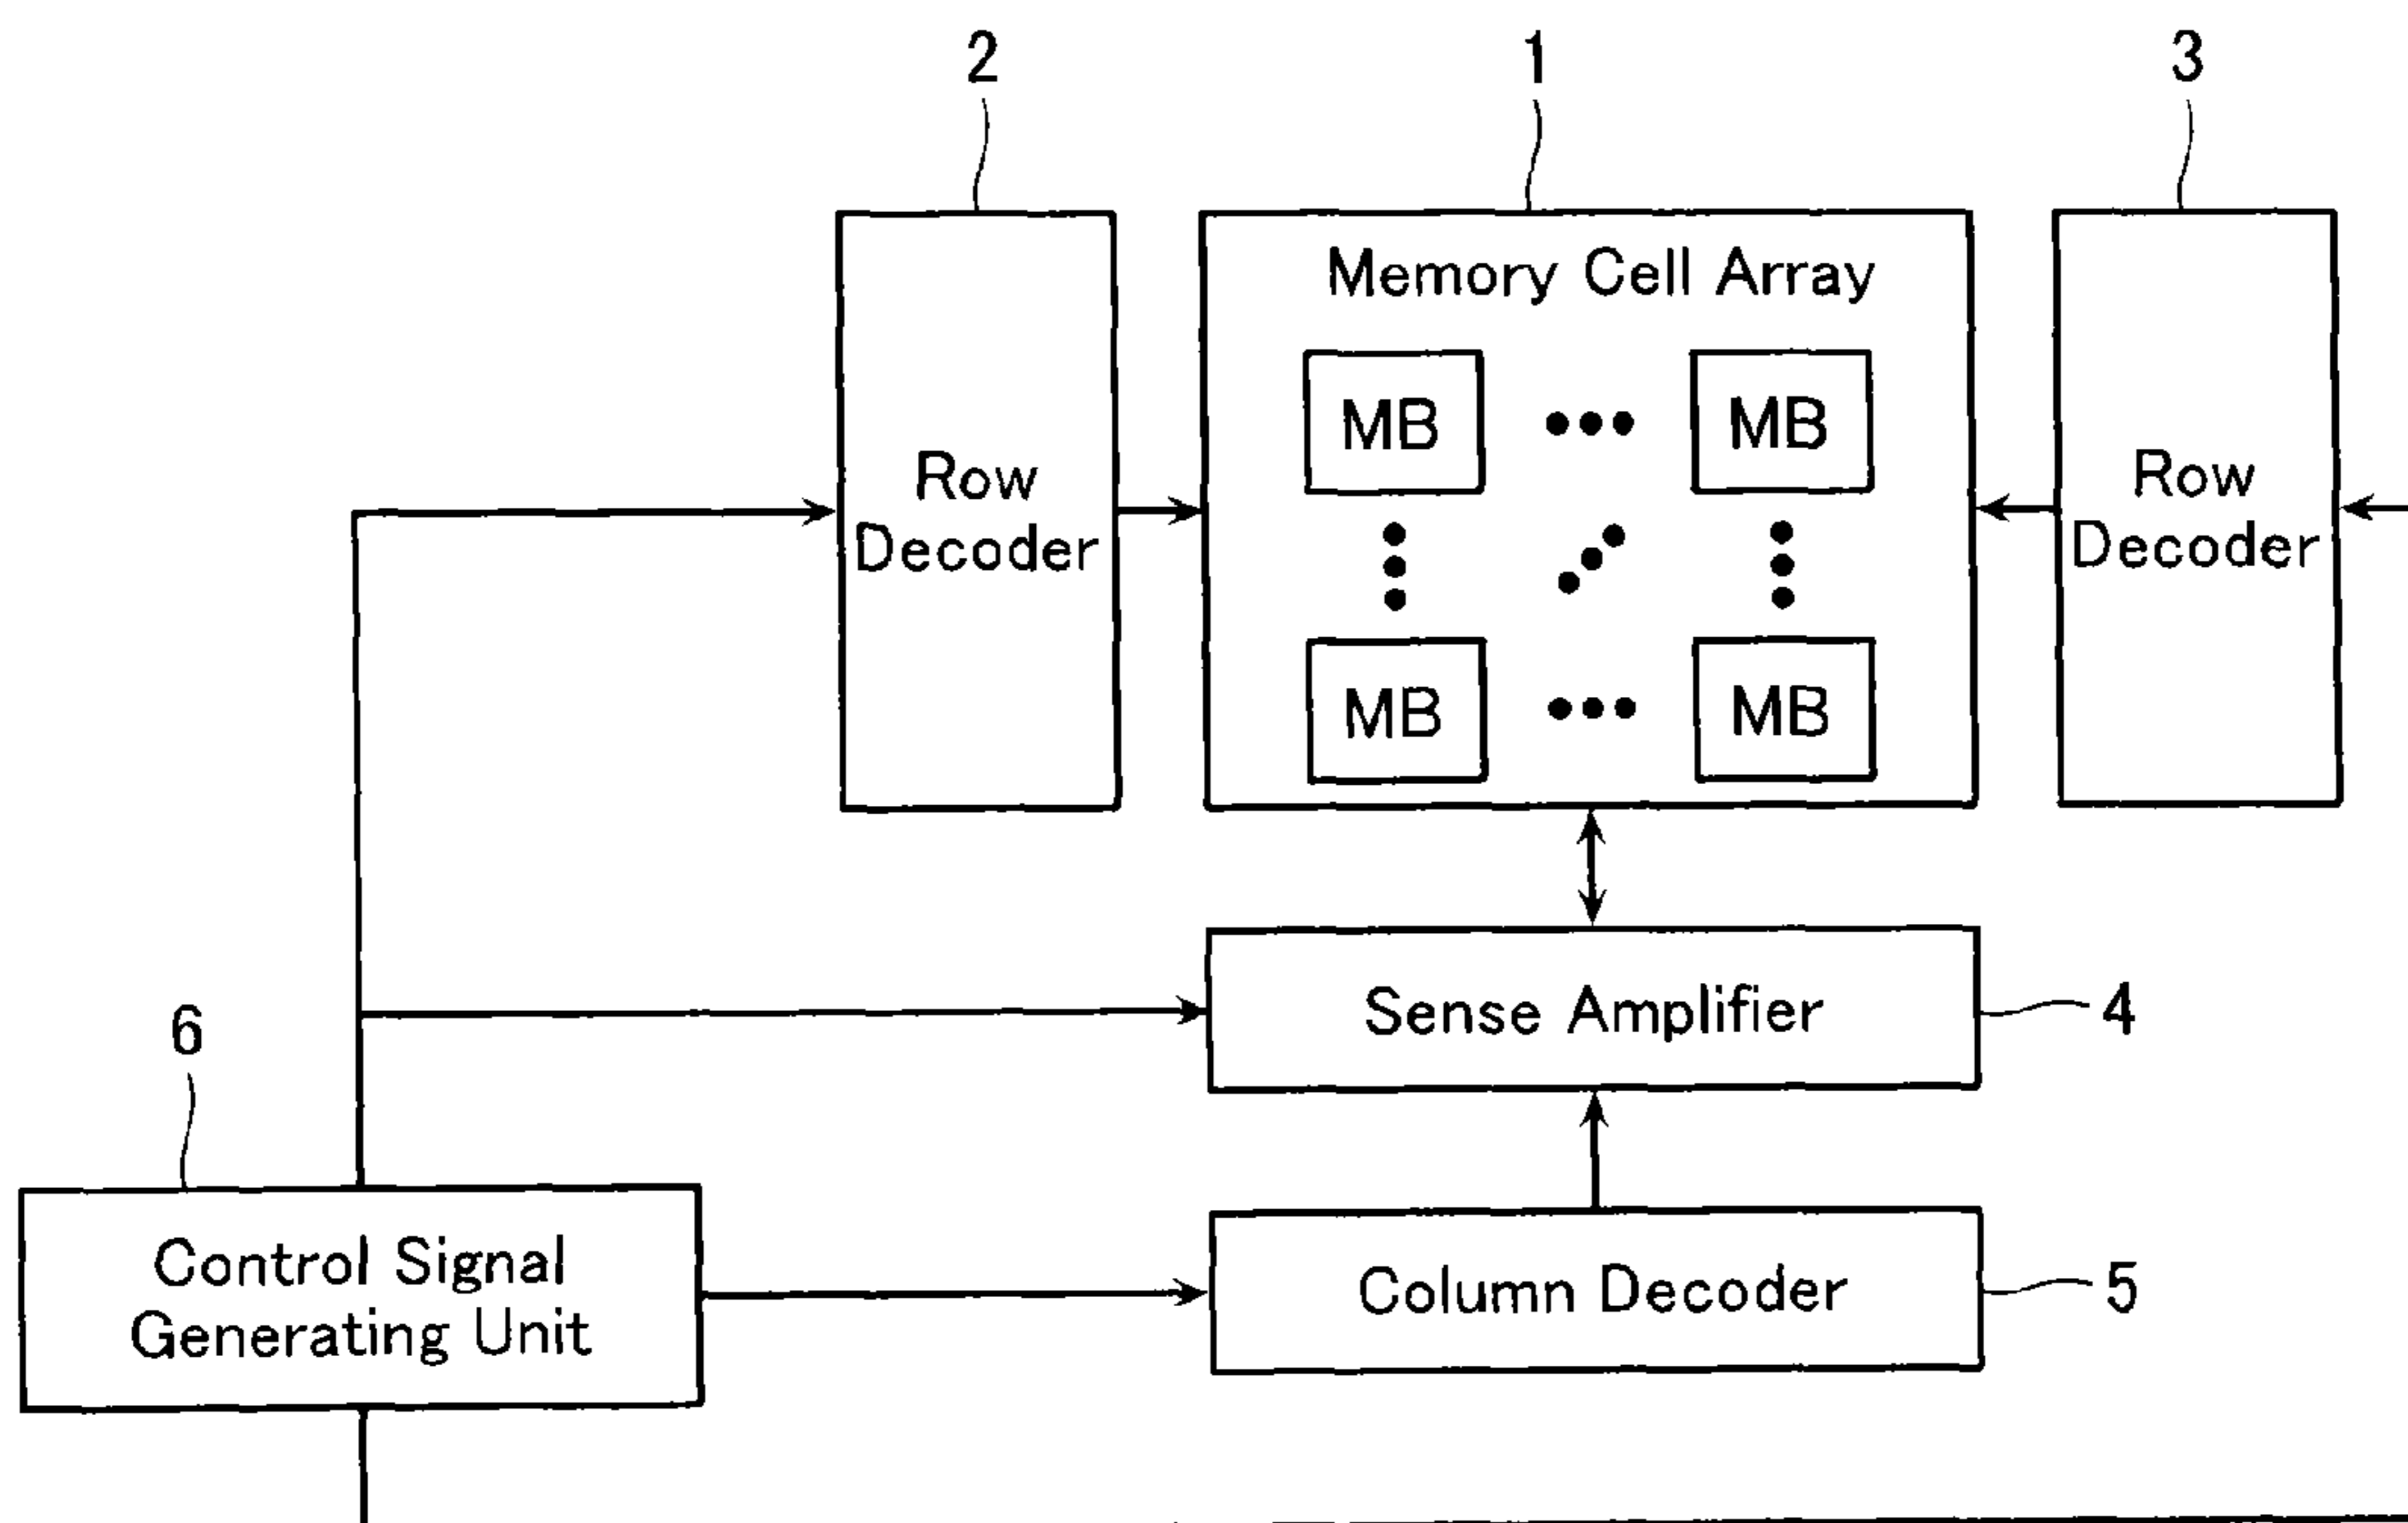 2
1
3
Memory Cell Array
MB ••• MB
Row
Decoder
Row
Decoder
MB ••• MB
Sense Amplifier
4
6
Control Signal
Generating Unit
Column Decoder
5